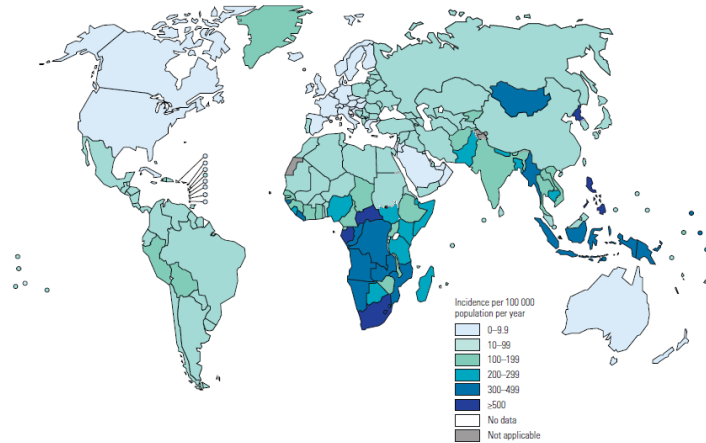 Incidence per 100 000
population per year
0–9.9
10–99
100–199
200–299
300–499
≥500
No data
Not applicable